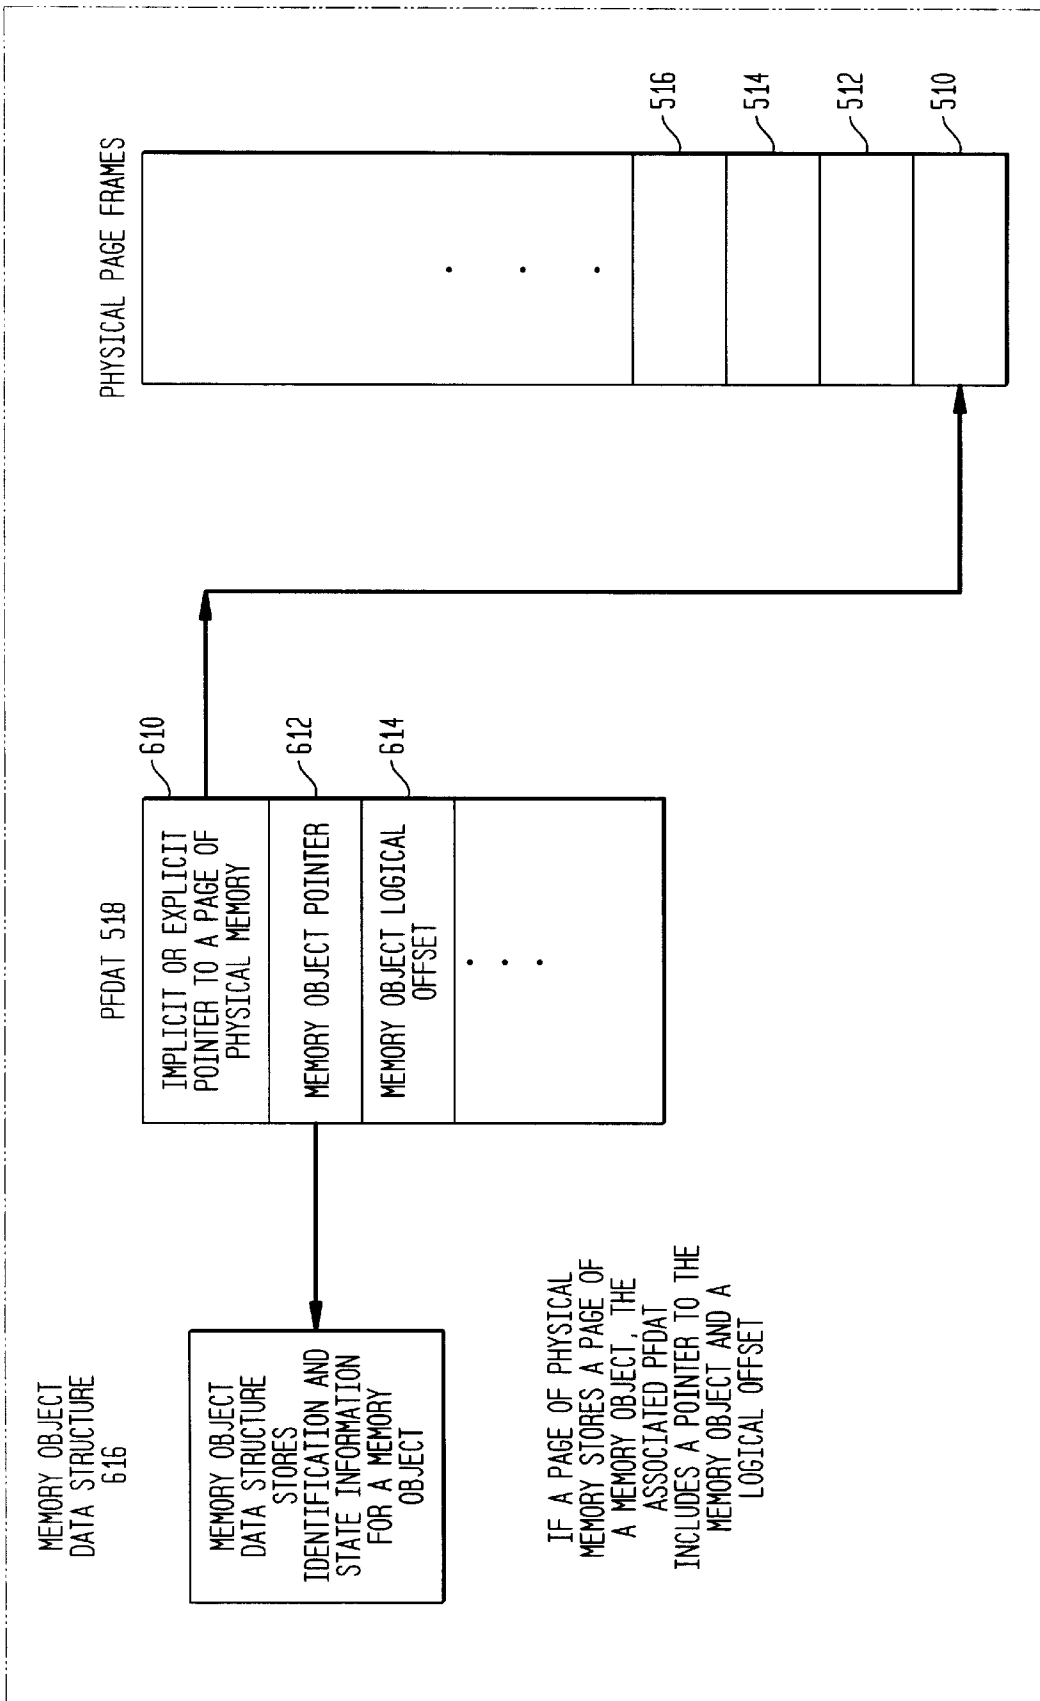 MEMORY OBJECT
DATA STRUCTURE
616
MEMORY OBJECT
DATA STRUCTURE
STORES
IDENTIFICATION AND
STATE INFORMATION
FOR A MEMORY
OBJECT
IF A PAGE OF PHYSICAL
MEMORY STORES A PAGE OF
A MEMORY OBJECT, THE
ASSOCIATED PFDAT
INCLUDES A POINTER TO THE
MEMORY OBJECT AND A
LOGICAL OFFSET
PFDAT 518
IMPLICIT OR EXPLICIT
POINTER TO A PAGE OF
PHYSICAL MEMORY
610
MEMORY OBJECT POINTER
612
MEMORY OBJECT LOGICAL
OFFSET
614
PHYSICAL PAGE FRAMES
516
514
512
510